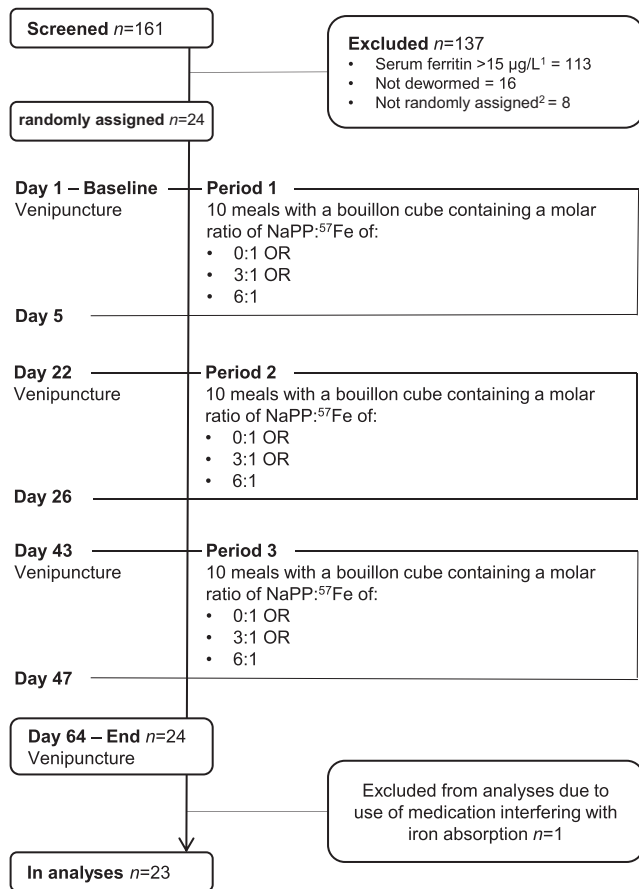 Screened n=161
Excluded n=137
• Serum ferritin >15 µg/L¹ = 113
• Not dewormed = 16
• Not randomly assigned² = 8
randomly assigned n=24
Day 1 – Baseline
Venipuncture
Period 1
10 meals with a bouillon cube containing a molar
ratio of NaPP:⁵⁷Fe of:
• 0:1 OR
• 3:1 OR
• 6:1
Day 5
Day 22
Venipuncture
Period 2
10 meals with a bouillon cube containing a molar
ratio of NaPP:⁵⁷Fe of:
• 0:1 OR
• 3:1 OR
• 6:1
Day 26
Day 43
Venipuncture
Period 3
10 meals with a bouillon cube containing a molar
ratio of NaPP:⁵⁷Fe of:
• 0:1 OR
• 3:1 OR
• 6:1
Day 47
Day 64 – End n=24
Venipuncture
Excluded from analyses due to
use of medication interfering with
iron absorption n=1
In analyses n=23